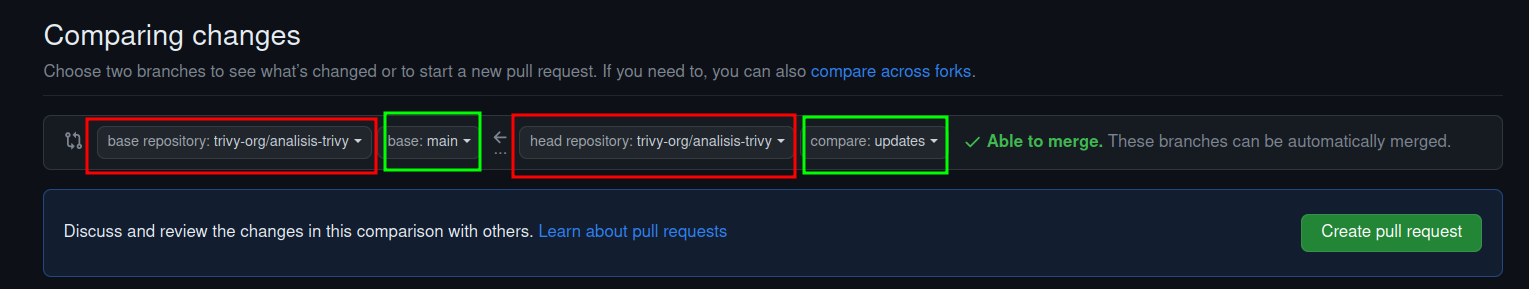 Comparing changes
Choose two branches to see what's changed or to start a new pull request. If you need to, you can also compare across forks.
base repository: trivy-org/analisis-trivy base: main ... head repository: trivy-org/analisis-trivy compare: updates Able to merge. These branches can be automatically merged.
Discuss and review the changes in this comparison with others. Learn about pull requests Create pull request